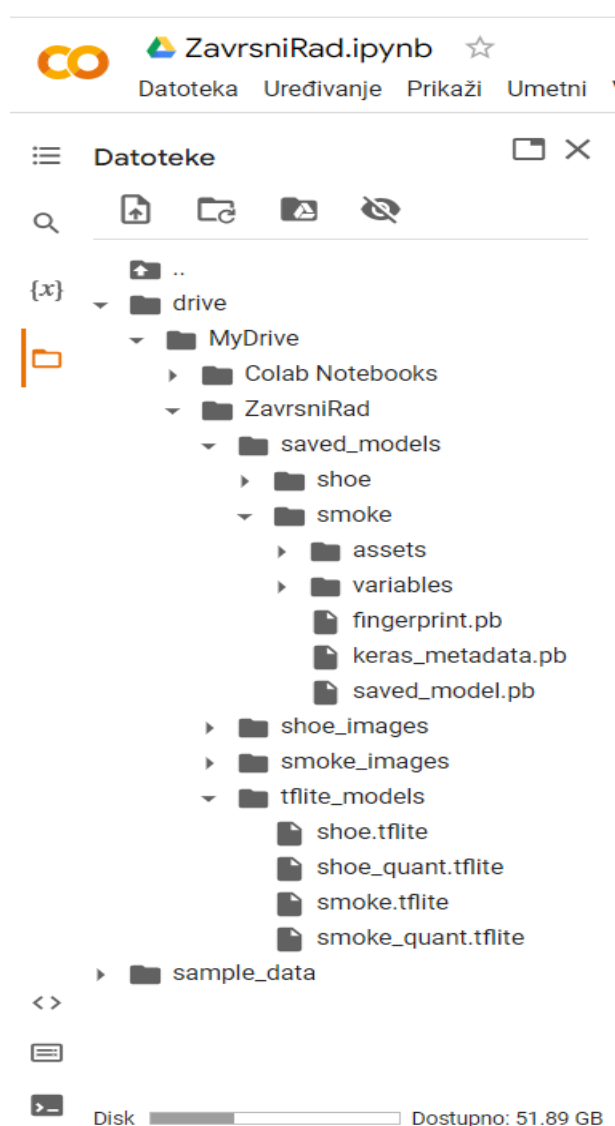 CO ZavrsniRad.ipynb
Datoteka Uređivanje Prikaži Umetni
Datoteke
..
{x}
drive
MyDrive
Colab Notebooks
ZavrsniRad
saved_models
shoe
smoke
assets
variables
fingerprint.pb
keras_metadata.pb
saved_model.pb
shoe_images
smoke_images
tflite_models
shoe.tflite
shoe_quant.tflite
smoke.tflite
smoke_quant.tflite
sample_data
<>
Disk Dostupno: 51.89 GB